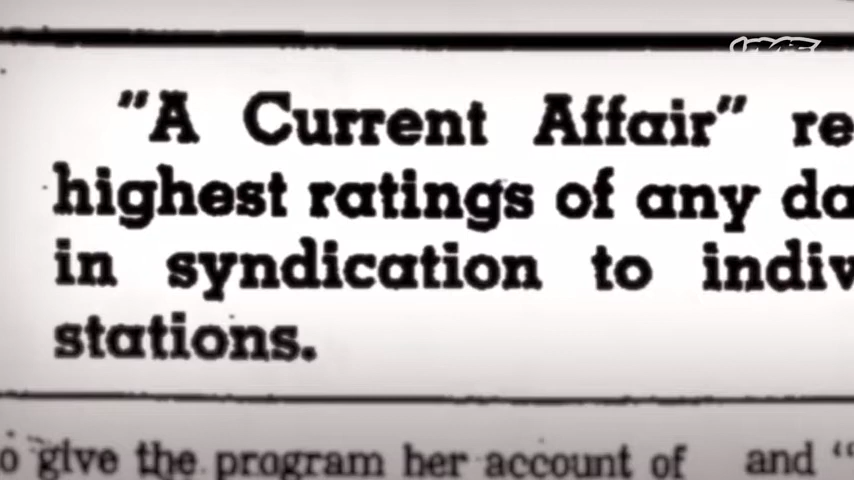 VICE
"A Current Affair" re
highest ratings of any da
in syndication to indiv
stations.
o give the program her account of and "